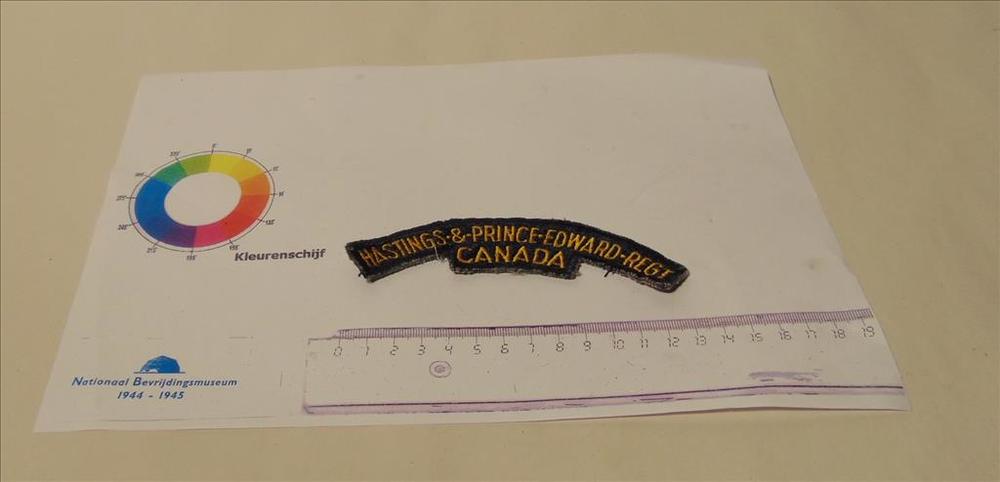 HASTINGS-&-PRINCE-EDWARD-REGT
CANADA
Kleurenschijf
0 1 2 3 4 5 6 7 8 9 10 11 12 13 14 15 16 17 18 19
Nationaal Bevrijdingsmuseum
1944 - 1945